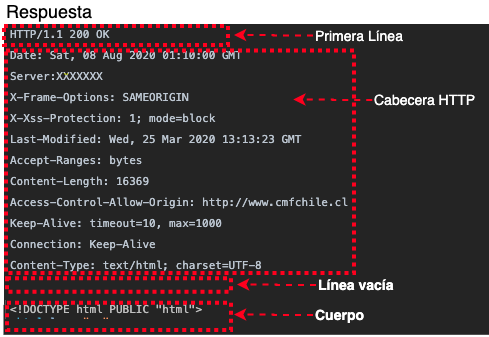 Respuesta
HTTP/1.1 200 OK
Primera Línea
Date: Sat, 08 Aug 2020 01:10:00 GMT
Server:XXXXXXX
X-Frame-Options: SAMEORIGIN
Cabecera HTTP
X-Xss-Protection: 1; mode=block
Last-Modified: Wed, 25 Mar 2020 13:13:23 GMT
Accept-Ranges: bytes
Content-Length: 16369
Access-Control-Allow-Origin: http://www.cmfchile.cl
Keep-Alive: timeout=10, max=1000
Connection: Keep-Alive
Content-Type: text/html; charset=UTF-8
Línea vacía
<!DOCTYPE html PUBLIC "html">
Cuerpo